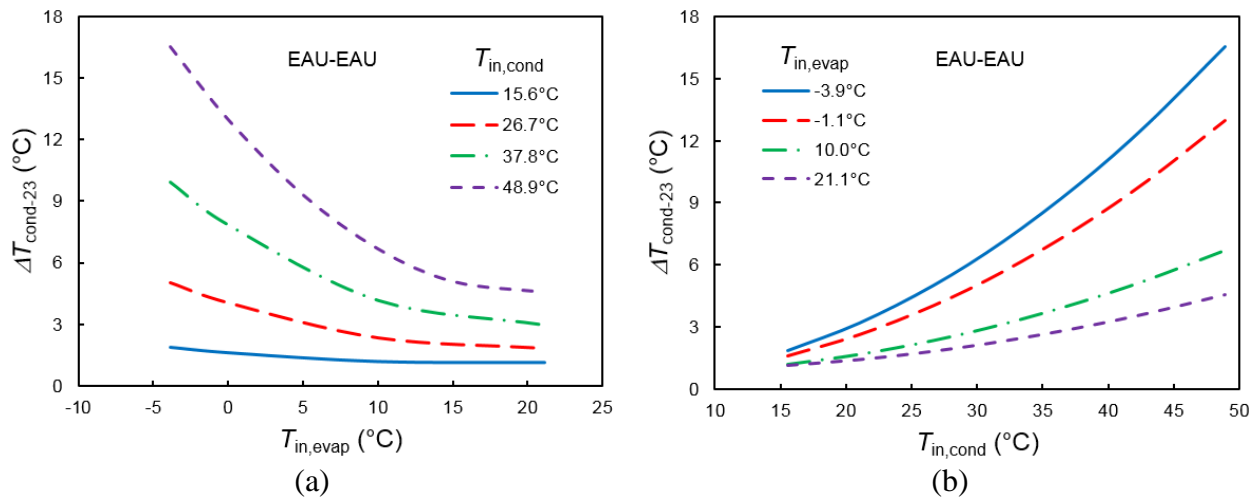 18
15
12
9
6
3
0
ΔTcond-23 (°C)
EAU-EAU
Tin,cond
15.6°C
26.7°C
37.8°C
48.9°C
-10 -5 0 5 10 15 20 25
Tin,evap (°C)
(a)
18
15
12
9
6
3
0
ΔTcond-23 (°C)
Tin,evap
EAU-EAU
-3.9°C
-1.1°C
10.0°C
21.1°C
10 15 20 25 30 35 40 45 50
Tin,cond (°C)
(b)